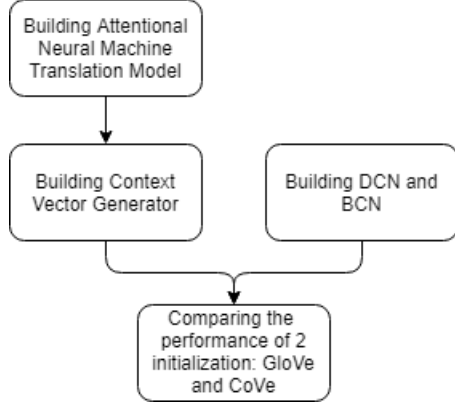 Building Attentional
Neural Machine
Translation Model
Building Context
Vector Generator
Building DCN and
BCN
Comparing the
performance of 2
initialization: GloVe
and CoVe